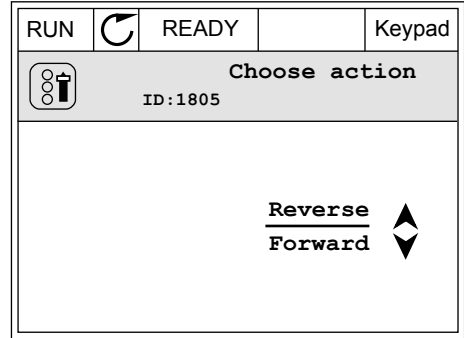 RUN READY Keypad
Choose action
ID:1805
Reverse
Forward